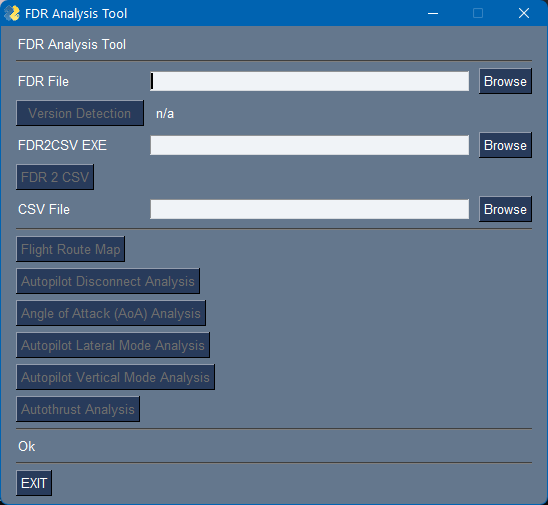 FDR Analysis Tool
FDR Analysis Tool
FDR File Browse
Version Detection n/a
FDR2CSV EXE Browse
FDR 2 CSV
CSV File Browse
Flight Route Map
Autopilot Disconnect Analysis
Angle of Attack (AoA) Analysis
Autopilot Lateral Mode Analysis
Autopilot Vertical Mode Analysis
Autothrust Analysis
Ok
EXIT